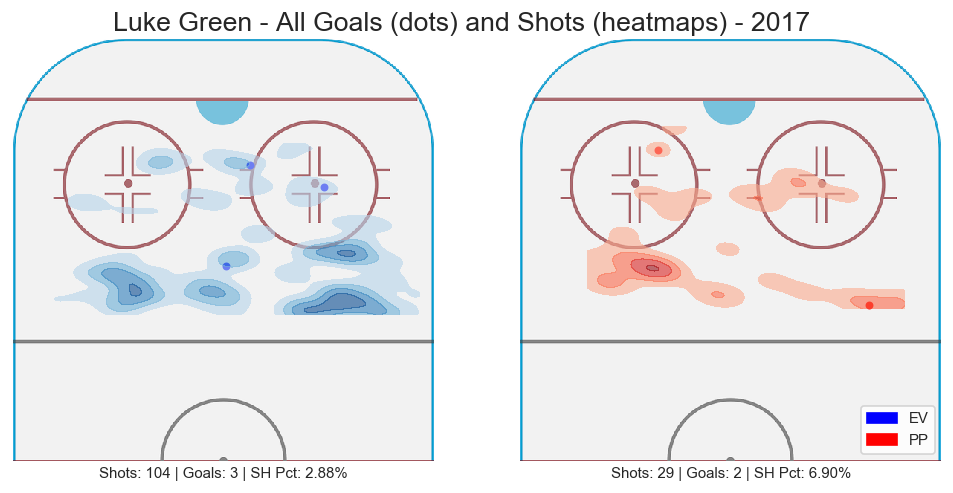 Luke Green - All Goals (dots) and Shots (heatmaps) - 2017
EV
PP
Shots: 104 | Goals: 3 | SH Pct: 2.88%
Shots: 29 | Goals: 2 | SH Pct: 6.90%